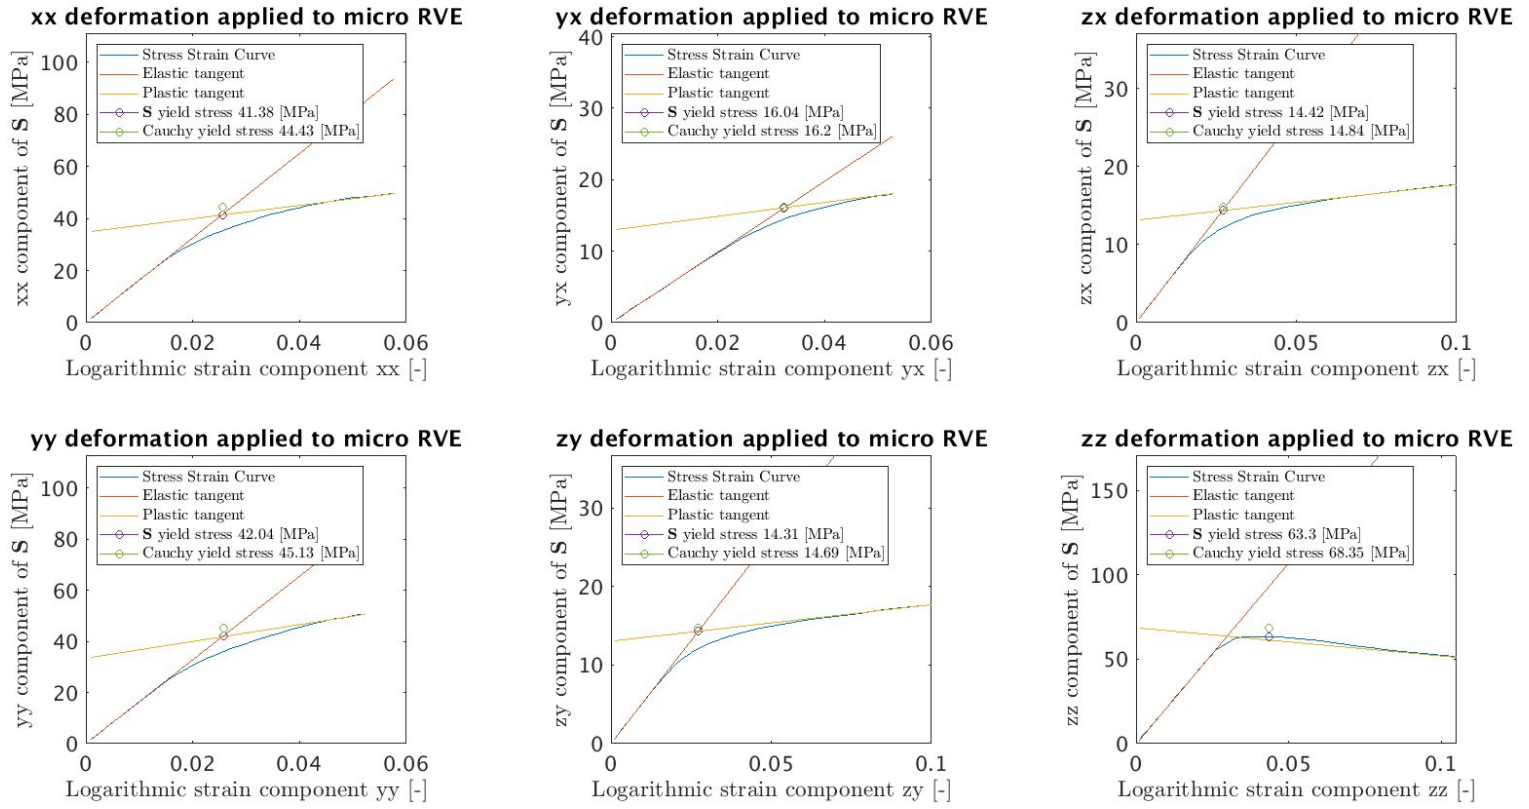 xx deformation applied to micro RVE
xx component of S [MPa]
100
80
60
40
20
0
Stress Strain Curve
Elastic tangent
Plastic tangent
S yield stress 41.38 [MPa]
Cauchy yield stress 44.43 [MPa]
0 0.02 0.04 0.06
Logarithmic strain component xx [-]
yx deformation applied to micro RVE
yx component of S [MPa]
40
30
20
10
0
Stress Strain Curve
Elastic tangent
Plastic tangent
S yield stress 16.04 [MPa]
Cauchy yield stress 16.2 [MPa]
0 0.02 0.04 0.06
Logarithmic strain component yx [-]
zx deformation applied to micro RVE
zx component of S [MPa]
30
20
10
0
Stress Strain Curve
Elastic tangent
Plastic tangent
S yield stress 14.42 [MPa]
Cauchy yield stress 14.84 [MPa]
0 0.05 0.1
Logarithmic strain component zx [-]
yy deformation applied to micro RVE
yy component of S [MPa]
100
80
60
40
20
0
Stress Strain Curve
Elastic tangent
Plastic tangent
S yield stress 42.04 [MPa]
Cauchy yield stress 45.13 [MPa]
0 0.02 0.04 0.06
Logarithmic strain component yy [-]
zy deformation applied to micro RVE
zy component of S [MPa]
30
20
10
0
Stress Strain Curve
Elastic tangent
Plastic tangent
S yield stress 14.31 [MPa]
Cauchy yield stress 14.69 [MPa]
0 0.05 0.1
Logarithmic strain component zy [-]
zz deformation applied to micro RVE
zz component of S [MPa]
150
100
50
0
Stress Strain Curve
Elastic tangent
Plastic tangent
S yield stress 63.3 [MPa]
Cauchy yield stress 68.35 [MPa]
0 0.05 0.1
Logarithmic strain component zz [-]